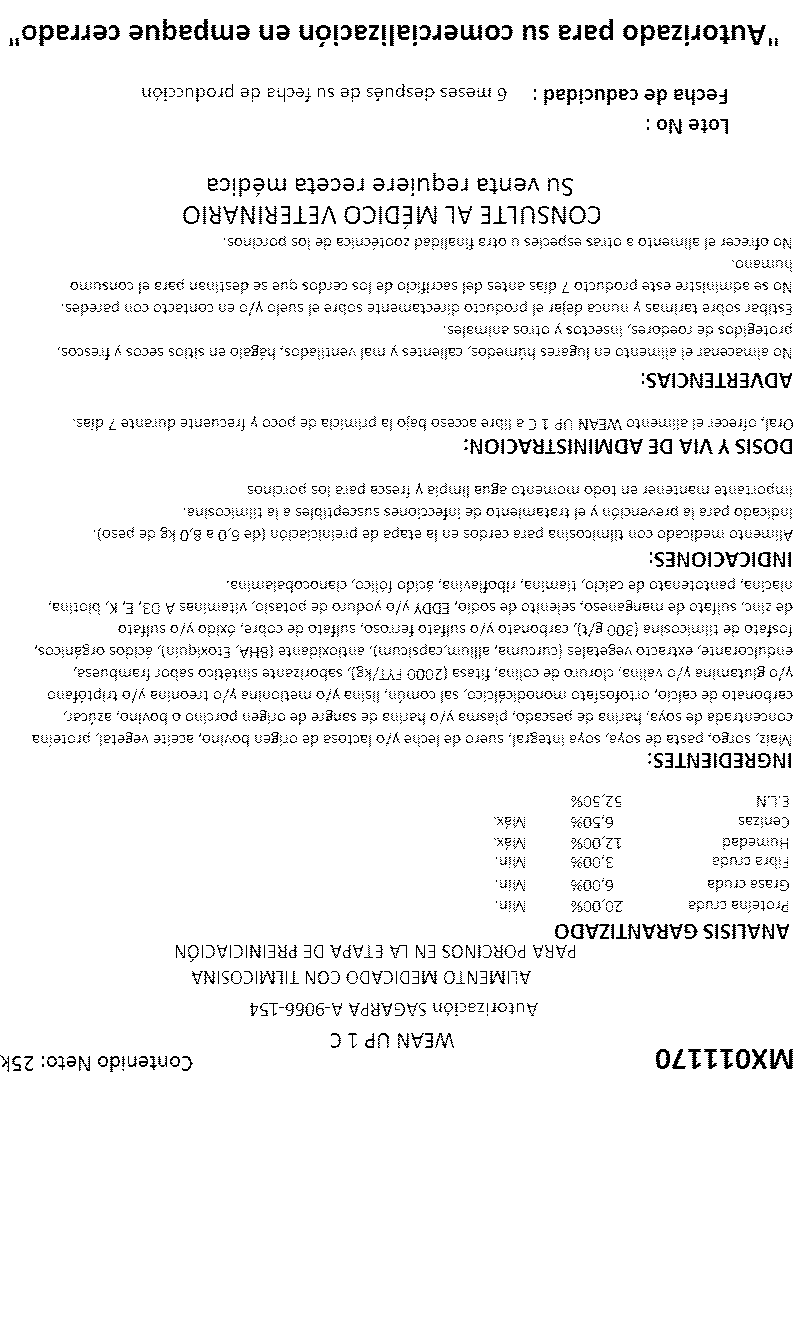 MX011170
Contenido Neto: 25k
WEAN UP 1 C
Autorización SAGARPA A-9066-154
ALIMENTO MEDICADO CON TILMICOSINA
PARA PORCINOS EN LA ETAPA DE PREINICIACIÓN
ANALISIS GARANTIZADO
Proteína cruda 20,00% Min.
Grasa cruda 6,00% Min.
Fibra cruda 3,00% Min.
Humedad 12,00% Máx.
Cenizas 6,50% Máx.
E.L.N 52,50%
INGREDIENTES:
Maíz, sorgo, pasta de soya, soya integral, suero de leche y/o lactosa de origen bovino, aceite vegetal, proteína
concentrada de soya, harina de pescado, plasma y/o harina de sangre de origen porcino o bovino, azúcar,
carbonato de calcio, ortofosfato monodicálcico, sal común, lisina y/o metionina y/o treonina y/o triptófano
y/o glutamina y/o valina, cloruro de colina, fitasa (2000 FYT/kg), saborizante sintético sabor frambuesa,
endulcorante, extracto vegetales (curcuma, allium,capsicum), antioxidante (BHA, Etoxiquín), ácidos orgánicos,
fosfato de tilmicosina (300 g/t), carbonato y/o sulfato ferroso, sulfato de cobre, óxido y/o sulfato
de zinc, sulfato de manganeso, selenito de sodio, EDDY y/o yoduro de potasio, vitaminas A D3, E, K, biotina,
niacina, pantotenato de calcio, tiamina, riboflavina, ácido fólico, cianocobalamina.
INDICACIONES:
Alimento medicado con tilmicosina para cerdos en la etapa de preiniciación (de 5,0 a 8,0 kg de peso).
Indicado para la prevención y el tratamiento de infecciones susceptibles a la tilmicosina.
Importante mantener en todo momento agua limpia y fresca para los porcinos
DOSIS Y VIA DE ADMINISTRACION:
Oral, ofrecer el alimento WEAN UP 1 C a libre acceso bajo la primicia de poco y frecuente durante 7 días.
ADVERTENCIAS:
No almacenar el alimento en lugares húmedos, calientes y mal ventilados, hágalo en sitios secos y frescos,
protegidos de roedores, insectos y otros animales.
Estibar sobre tarimas y nunca dejar el producto directamente sobre el suelo y/o en contacto con paredes.
No se administre este producto 7 días antes del sacrificio de los cerdos que se destinan para el consumo
humano.
No ofrecer el alimento a otras especies u otra finalidad zootécnica de los porcinos.
CONSULTE AL MÉDICO VETERINARIO
Su venta requiere receta médica
Lote No :
Fecha de caducidad : 6 meses después de su fecha de producción
"Autorizado para su comercialización en empaque cerrado"